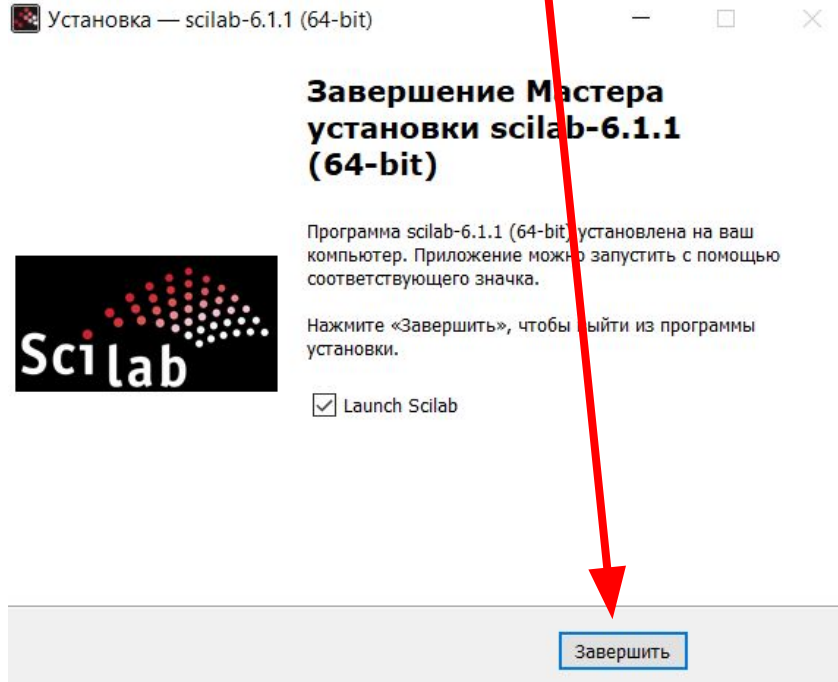 Установка — scilab-6.1.1 (64-bit)
Завершение Мастера
установки scilab-6.1.1
(64-bit)
Программа scilab-6.1.1 (64-bit) установлена на ваш
компьютер. Приложение можно запустить с помощью
соответствующего значка.
Нажмите «Завершить», чтобы выйти из программы
установки.
Scilab
Launch Scilab
Завершить